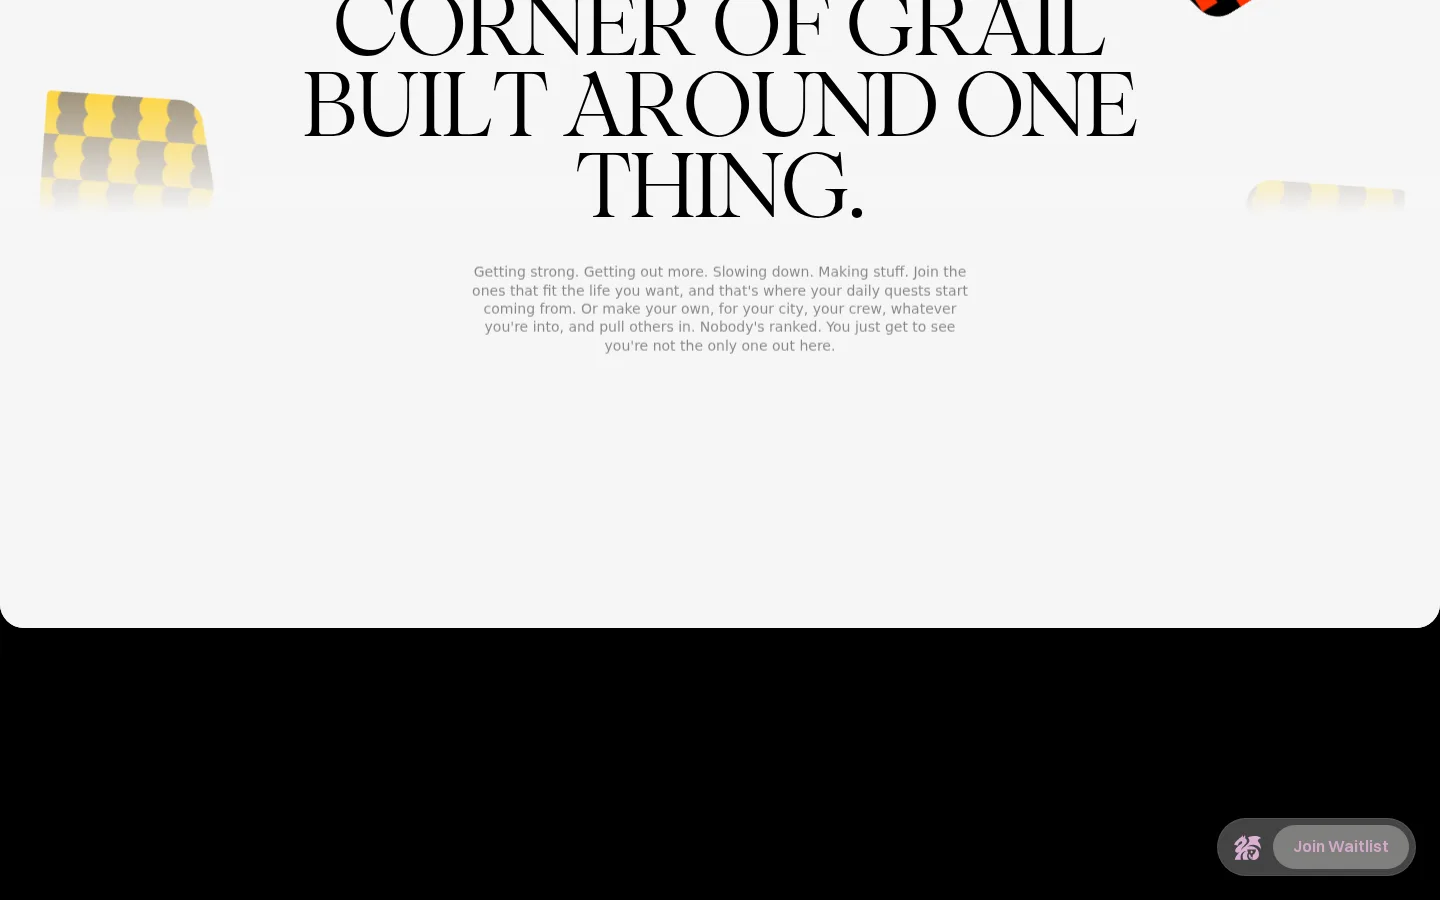 CORNER OF GRAIL
BUILT AROUND ONE
THING.
Getting strong. Getting out more. Slowing down. Making stuff. Join the
ones that fit the life you want, and that's where your daily quests start
coming from. Or make your own, for your city, your crew, whatever
you're into, and pull others in. Nobody's ranked. You just get to see
you're not the only one out here.
Join Waitlist